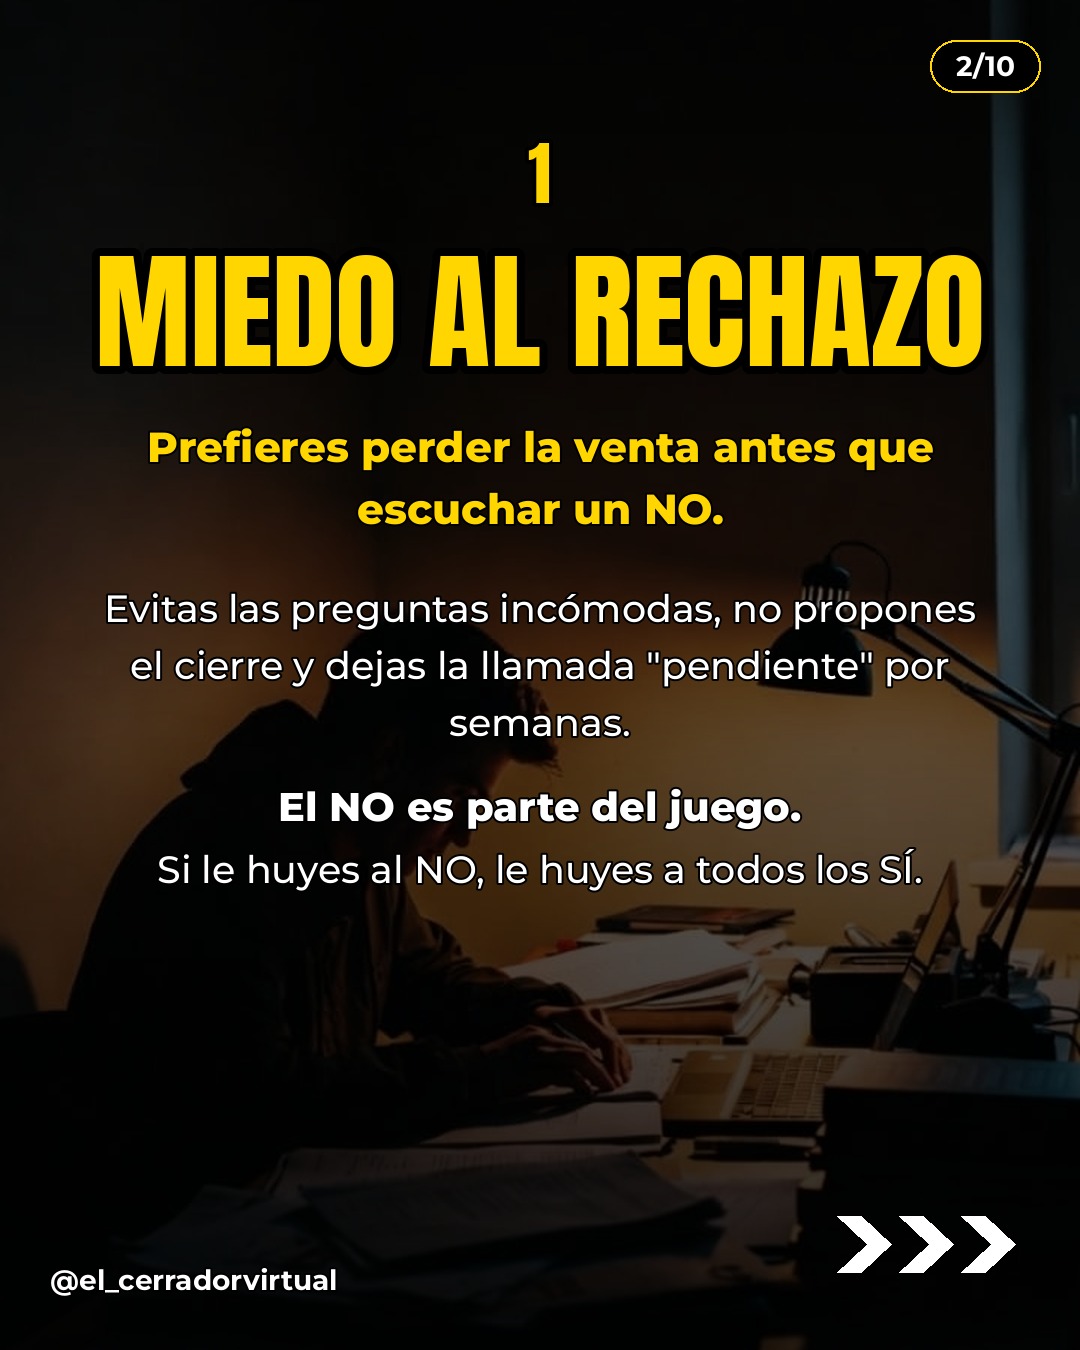 2/10
1
MIEDO AL RECHAZO
Prefieres perder la venta antes que
escuchar un NO.
Evitas las preguntas incómodas, no propones
el cierre y dejas la llamada "pendiente" por
semanas.
El NO es parte del juego.
Si le huyes al NO, le huyes a todos los SÍ.
@el_cerradorvirtual